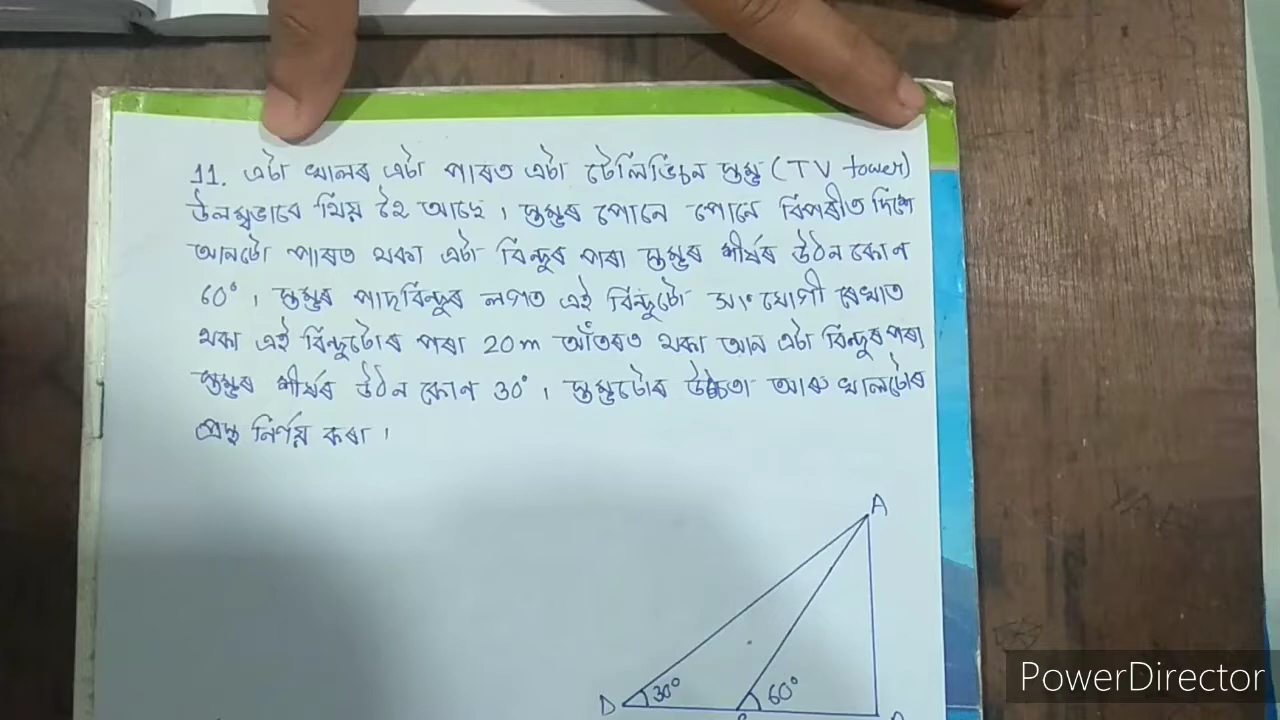 11. এটা খালৰ এটা পাৰত এটা টেলিভিচন স্তম্ভ (TV tower)
উলম্বভাবে থিয় হৈ আছে। স্তম্ভৰ পোনে পোনে বিপৰীত দিশে
আনটো পাৰত থকা এটা বিন্দুৰ পৰা স্তম্ভৰ শীৰ্ষৰ উঠন কোণ
60°। স্তম্ভৰ পাদবিন্দুৰ লগত এই বিন্দুটো সংযোগী ৰেখাত
থকা এই বিন্দুটোৰ পৰা 20m আঁতৰত থকা আন এটা বিন্দুৰ পৰা
স্তম্ভৰ শীৰ্ষৰ উঠন কোণ 30°। স্তম্ভটোৰ উচ্চতা আৰু খালটোৰ
প্ৰস্থ নিৰ্ণয় কৰা।
A
D 30° 60°
PowerDirector